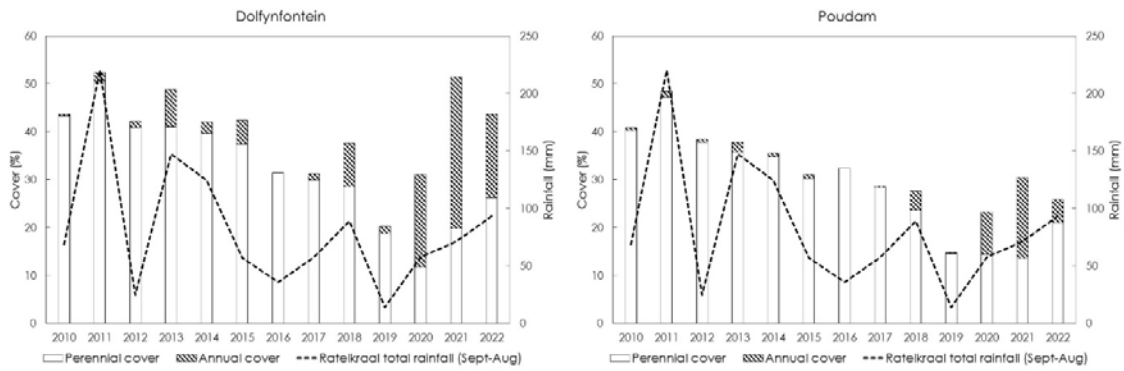 Dolfynfontein
60
50
40
30
20
10
0
Cover (%)
250
200
150
100
50
0
Rainfall (mm)
2010 2011 2012 2013 2014 2015 2016 2017 2018 2019 2020 2021 2022
Perennial cover Annual cover Ratelkraal total rainfall (Sept-Aug)
Poudam
60
50
40
30
20
10
0
Cover (%)
250
200
150
100
50
0
Rainfall (mm)
2010 2011 2012 2013 2014 2015 2016 2017 2018 2019 2020 2021 2022
Perennial cover Annual cover Ratelkraal total rainfall (Sept-Aug)